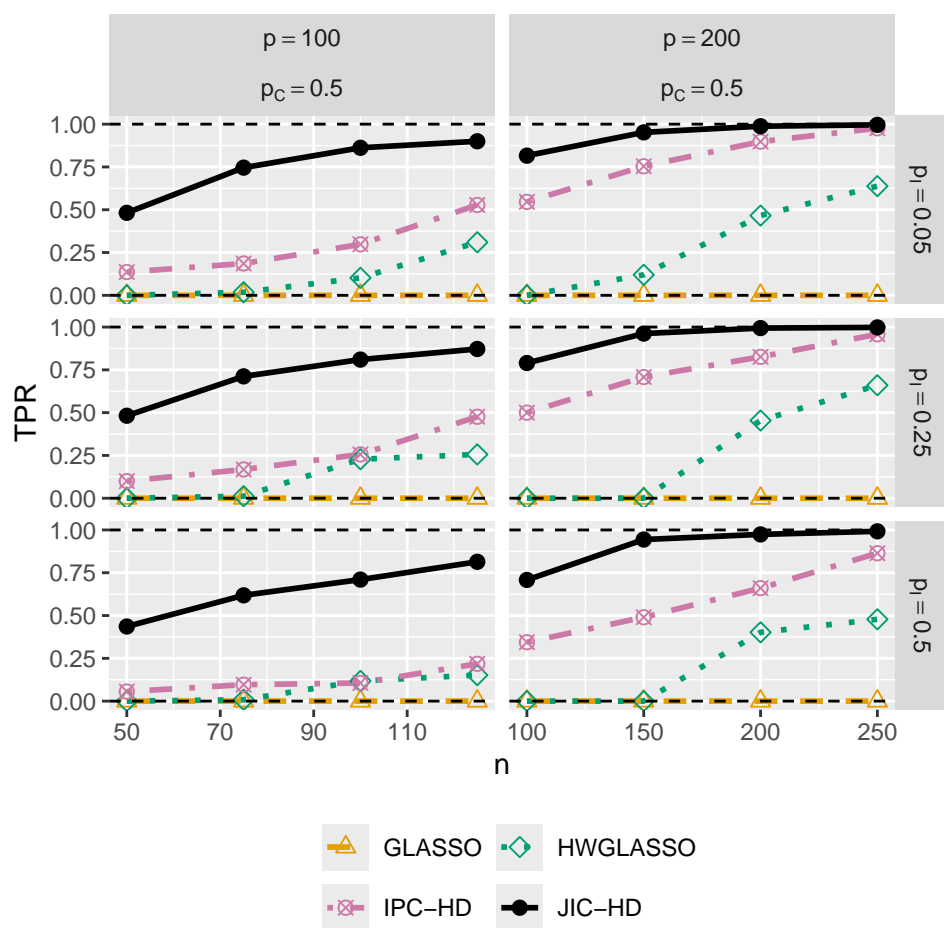 p = 100
p = 200
p_C = 0.5
p_C = 0.5
1.00
0.75
0.50
0.25
0.00
p_I = 0.05
1.00
0.75
0.50
0.25
0.00
p_I = 0.25
1.00
0.75
0.50
0.25
0.00
p_I = 0.5
TPR
50 70 90 110
100 150 200 250
n
GLASSO HWGLASSO
IPC−HD JIC−HD